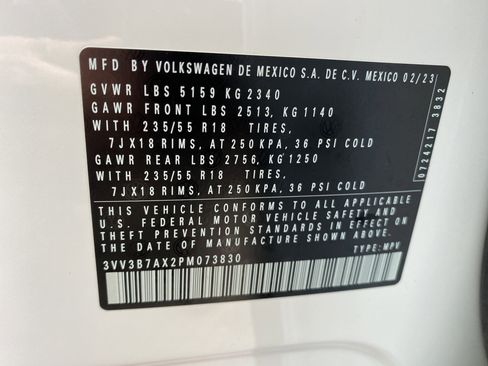 MFD BY VOLKSWAGEN DE MEXICO S.A. DE C.V. MEXICO 02/23
GVWR LBS 5159 KG 2340
GAWR FRONT LBS 2513, KG 1140
WITH 235/55 R18 TIRES,
7JX18 RIMS, AT 250 KPA, 36 PSI COLD
GAWR REAR LBS 2756, KG 1250
WITH 235/55 R18 TIRES,
7JX18 RIMS, AT 250 KPA, 36 PSI COLD
THIS VEHICLE CONFORMS TO ALL APPLICABLE
U.S. FEDERAL MOTOR VEHICLE SAFETY AND
THEFT PREVENTION STANDARDS IN EFFECT ON
THE DATE OF MANUFACTURE SHOWN ABOVE.
3VV3B7AX2PM073830 TYPE: MPV
0724217 3832